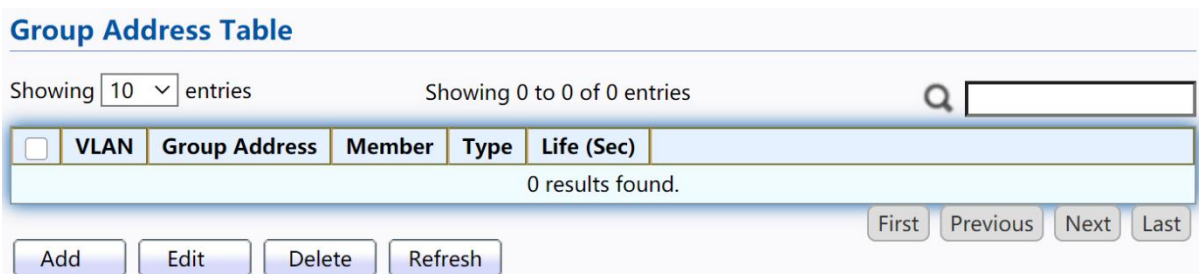 Group Address Table
Showing 10 entries Showing 0 to 0 of 0 entries
VLAN Group Address Member Type Life (Sec)
0 results found.
First Previous Next Last
Add Edit Delete Refresh